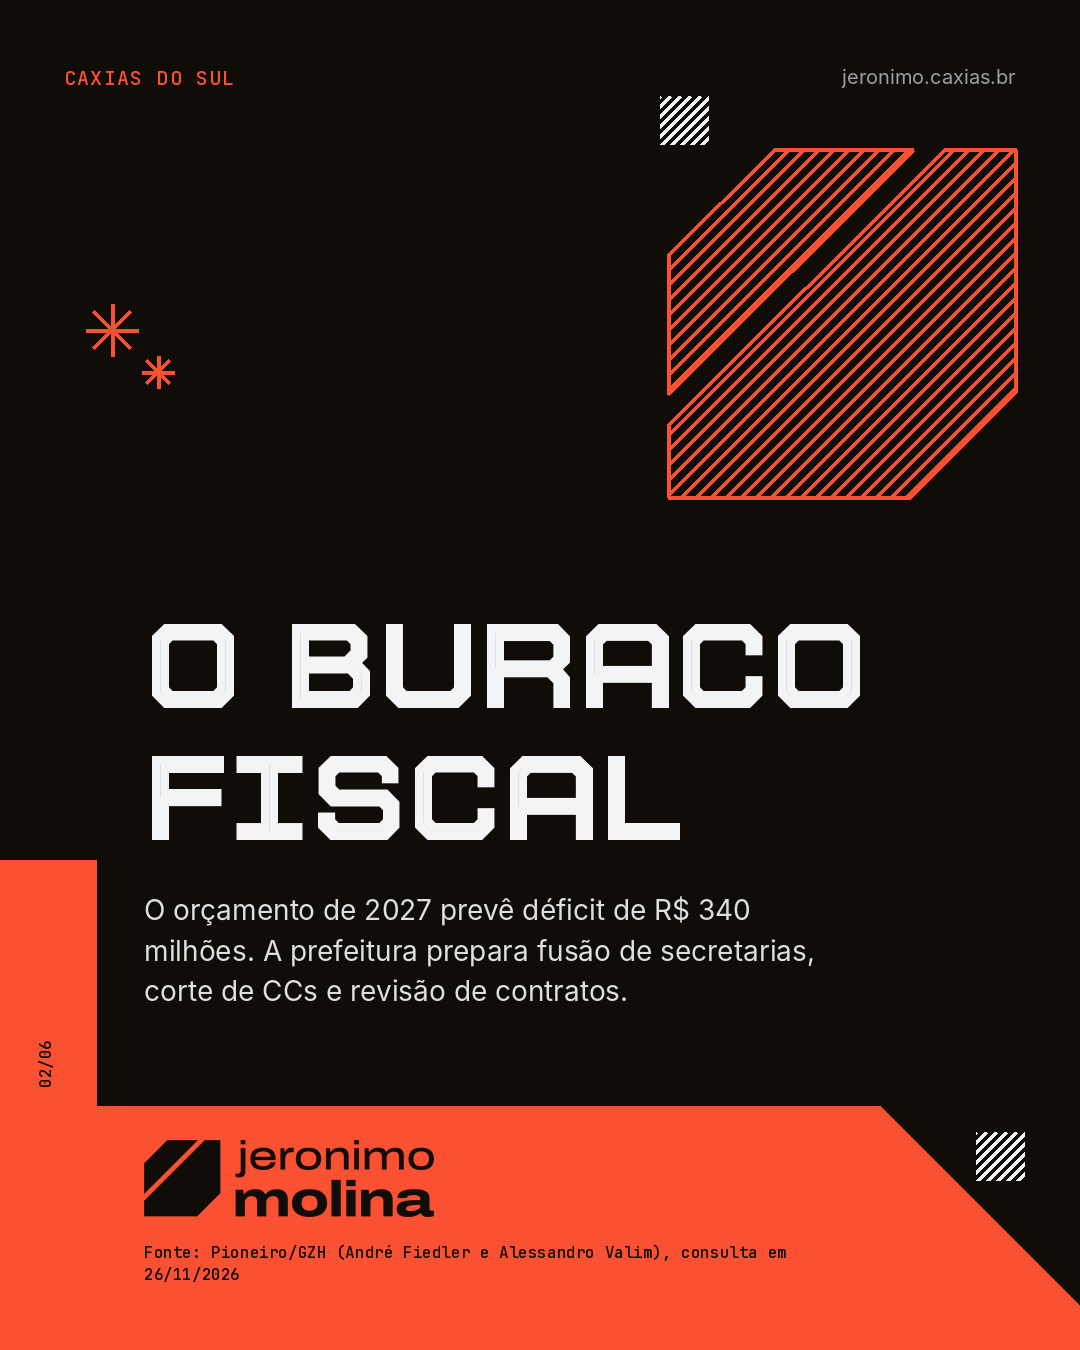 CAXIAS DO SUL
jeronimo.caxias.br
O BURACO
FISCAL
O orçamento de 2027 prevê déficit de R$ 340
milhões. A prefeitura prepara fusão de secretarias,
corte de CCs e revisão de contratos.
02/06
jeronimo
molina
Fonte: Pioneiro/GZH (André Fiedler e Alessandro Valim), consulta em
26/11/2026